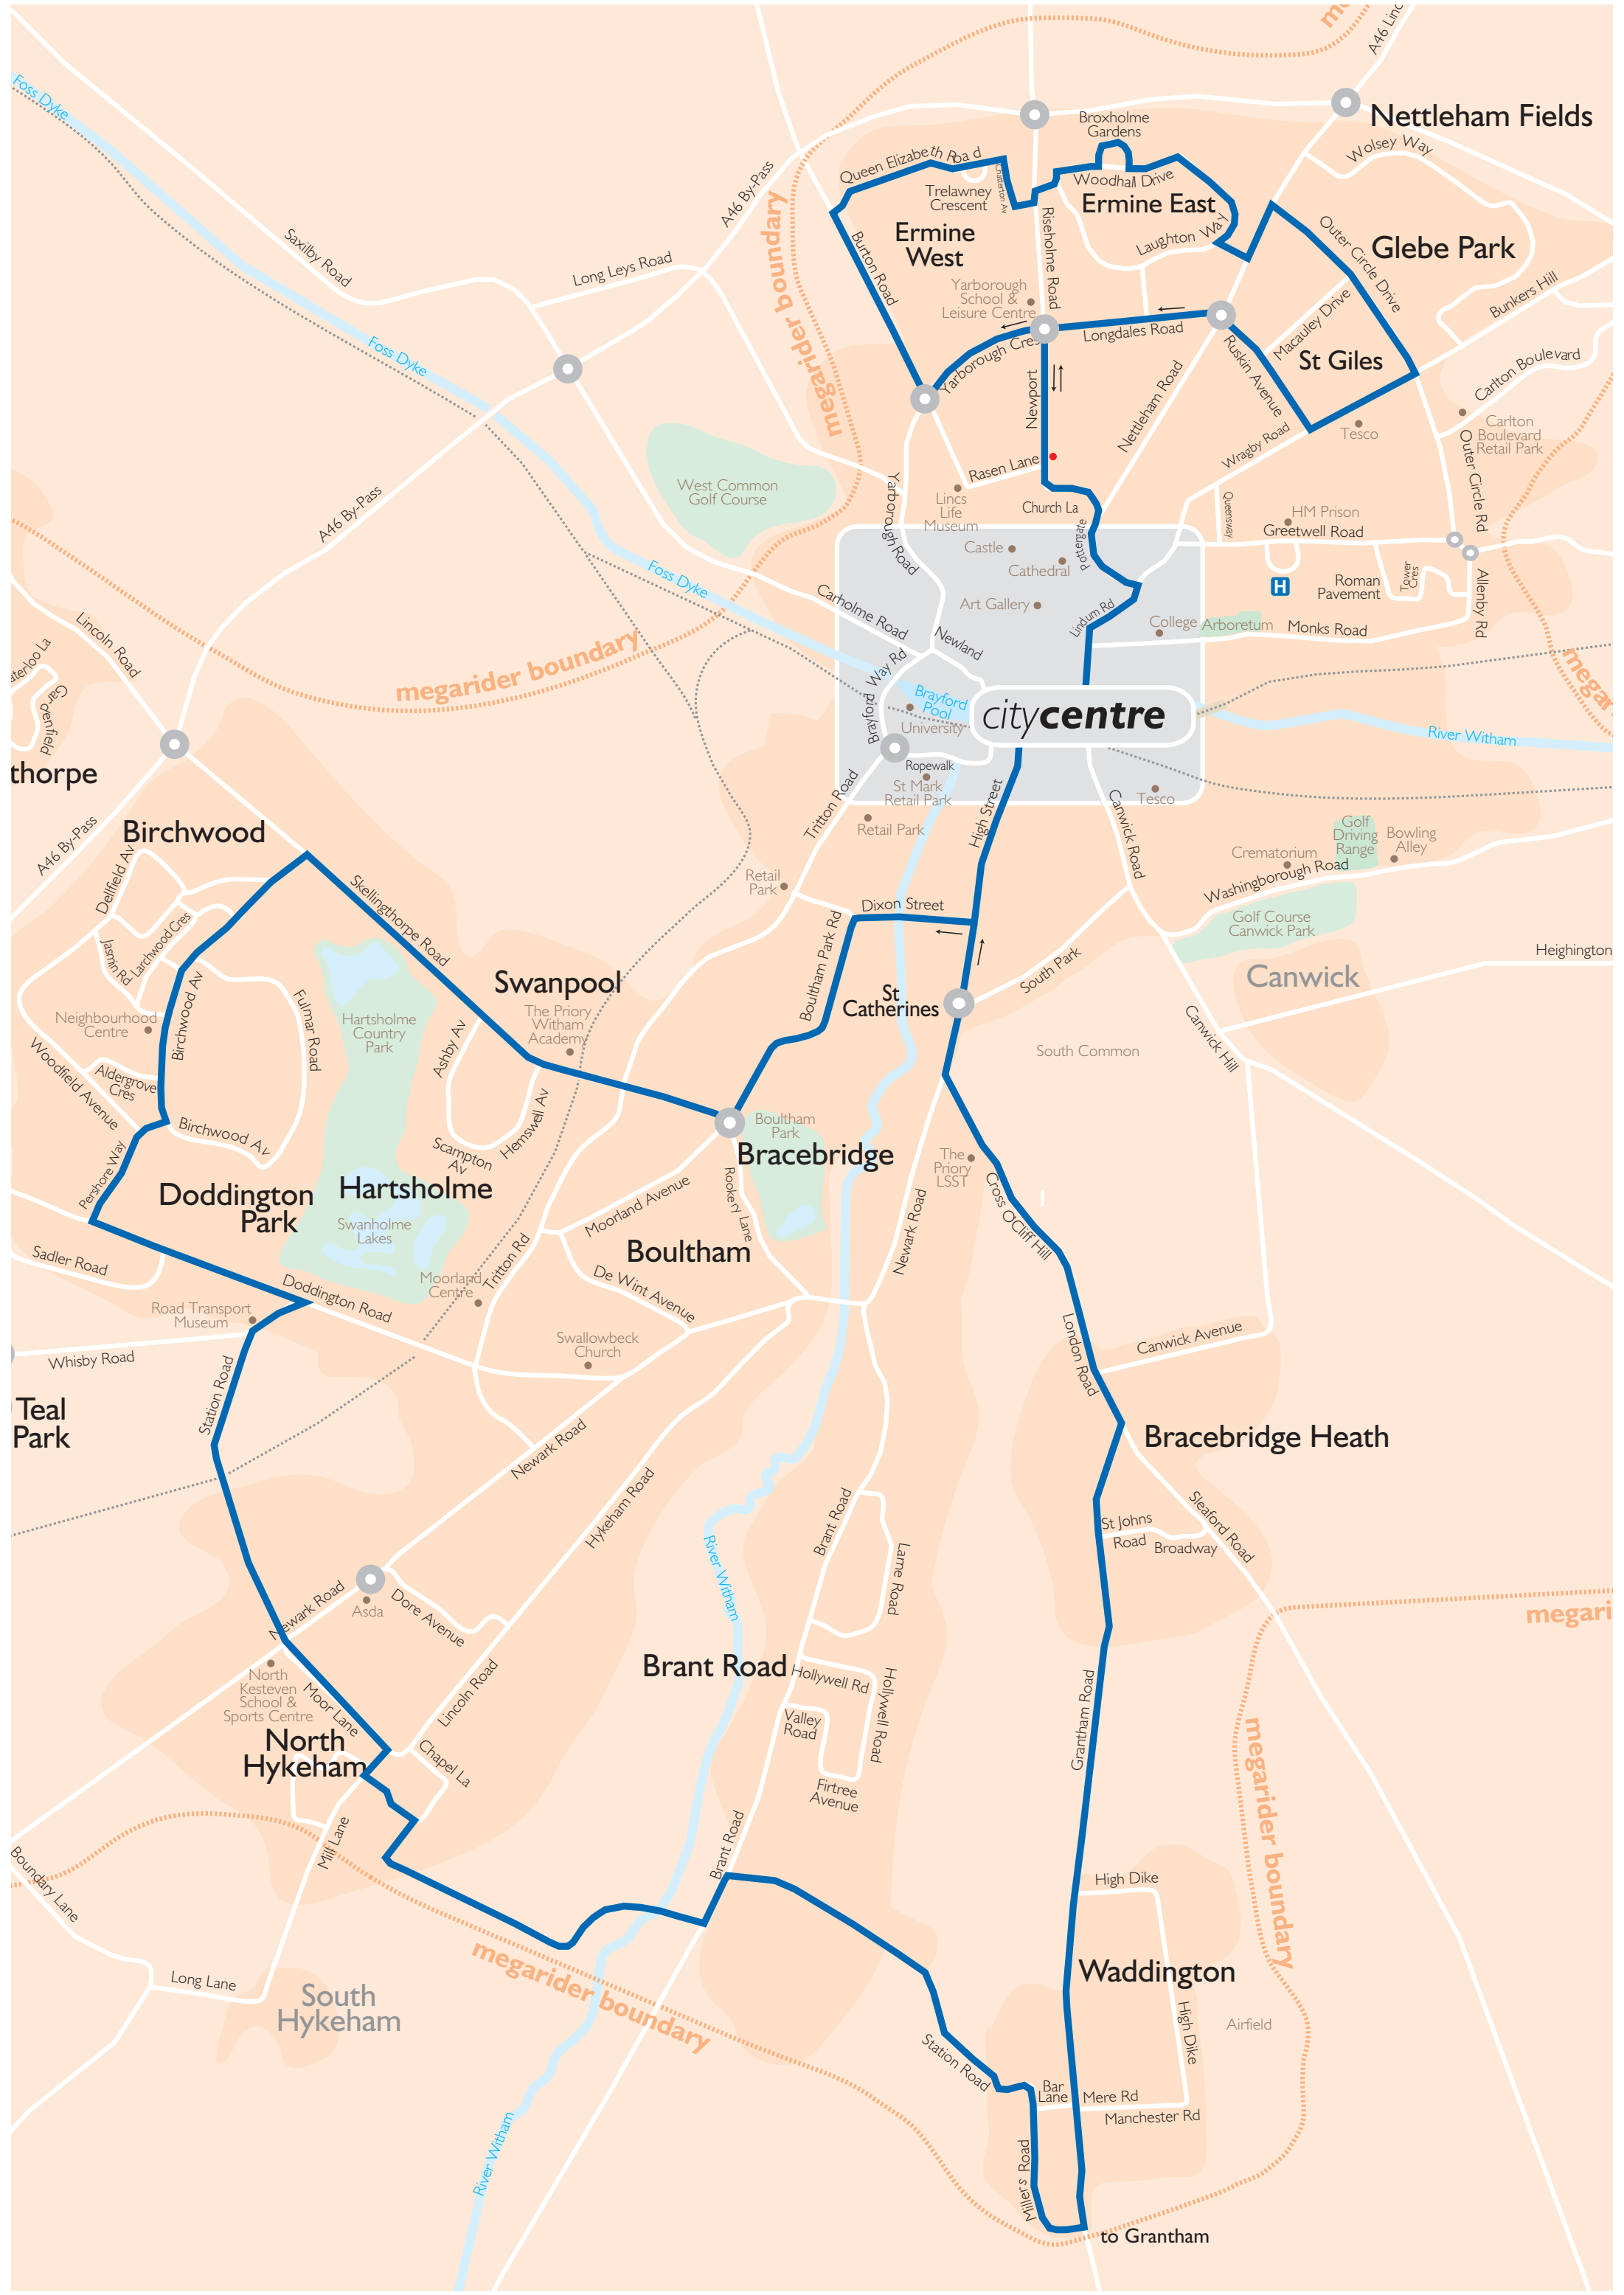 A46 Linc
Foss Dyke
Nettleham Fields
Broxholme
Gardens
Wolsey Way
Queen Elizabeth Road
Chatterton Av
Woodhall Drive
Trelawney
Crescent
Ermine East
A46 By-Pass
megarider boundary
Saxilby Road
Long Leys Road
Burton Road
Ermine
West
Riseholme Road
Laughton Way
Outer Circle Drive
Glebe Park
Bunkers Hill
Yarborough
School &
Leisure Centre
Macauley Drive
Longdales Road
Yarborough Cres
Ruskin Avenue
St Giles
Carlton Boulevard
Foss Dyke
Newport
Nettleham Road
Wragby Road
Tesco
Carlton
Boulevard
Retail Park
Outer Circle Rd
Rasen Lane
West Common
Golf Course
Lincs
Life
Museum
Church La
Yarborough Road
Queensway
HM Prison
Greetwell Road
A46 By-Pass
Pottergate
Castle
Cathedral
Roman
Pavement
Tower
Cres
Allenby Rd
H
Foss Dyke
Carholme Road
Art Gallery
Lindum Rd
College
Arboretum
Monks Road
Lincoln Road
Newland
aterloo La
Gardenfield
megarider boundary
megar
Brayford Way Rd
Brayford
Pool
University
citycentre
River Witham
thorpe
Ropewalk
St Mark
Retail Park
Tritton Road
Retail Park
High Street
Tesco
Canwick Road
A46 By-Pass
Birchwood
Golf
Driving
Range
Bowling
Alley
Crematorium
Washingborough Road
Dellfield Av
Skellingthorpe Road
Retail
Park
Dixon Street
Golf Course
Canwick Park
Larchwood Cres
Jasmin Rd
Boultham Park Rd
Heighington
Swanpool
St
Catherines
South Park
Canwick
Neighbourhood
Centre
Birchwood Av
Fulmar Road
Hartsholme
Country
Park
The Priory
Witham
Academy
Ashby Av
Canwick Hill
South Common
Woodfield Avenue
Aldergrove
Cres
Birchwood Av
Hemswell Av
Scampton
Av
Boultham
Park
Bracebridge
The
Priory
LSST
Pershore Way
Doddington
Park
Hartsholme
Rookery Lane
Moorland Avenue
Cross O'Cliff Hill
Swanholme
Lakes
Newark Road
Boultham
Sadler Road
Tritton Rd
De Wint Avenue
Moorland
Centre
Doddington Road
Road Transport
Museum
Swallowbeck
Church
London Road
Canwick Avenue
Whisby Road
Station Road
Teal
Park
Bracebridge Heath
Newark Road
Hykeham Road
Brant Road
Sleaford Road
St Johns
Road
Broadway
Larne Road
River Witham
Newark Road
Asda
Dore Avenue
megari
North
Kesteven
School &
Sports Centre
Moor Lane
Lincoln Road
Brant Road
Hollywell Rd
Hollywell Road
Valley
Road
Grantham Road
North
Hykeham
Chapel La
Firtree
Avenue
megarider boundary
Mill Lane
Brant Road
Boundary Lane
High Dike
megarider boundary
Waddington
Long Lane
South
Hykeham
High Dike
Airfield
Station Road
Bar
Lane
Mere Rd
Manchester Rd
River Witham
Millers Road
to Grantham